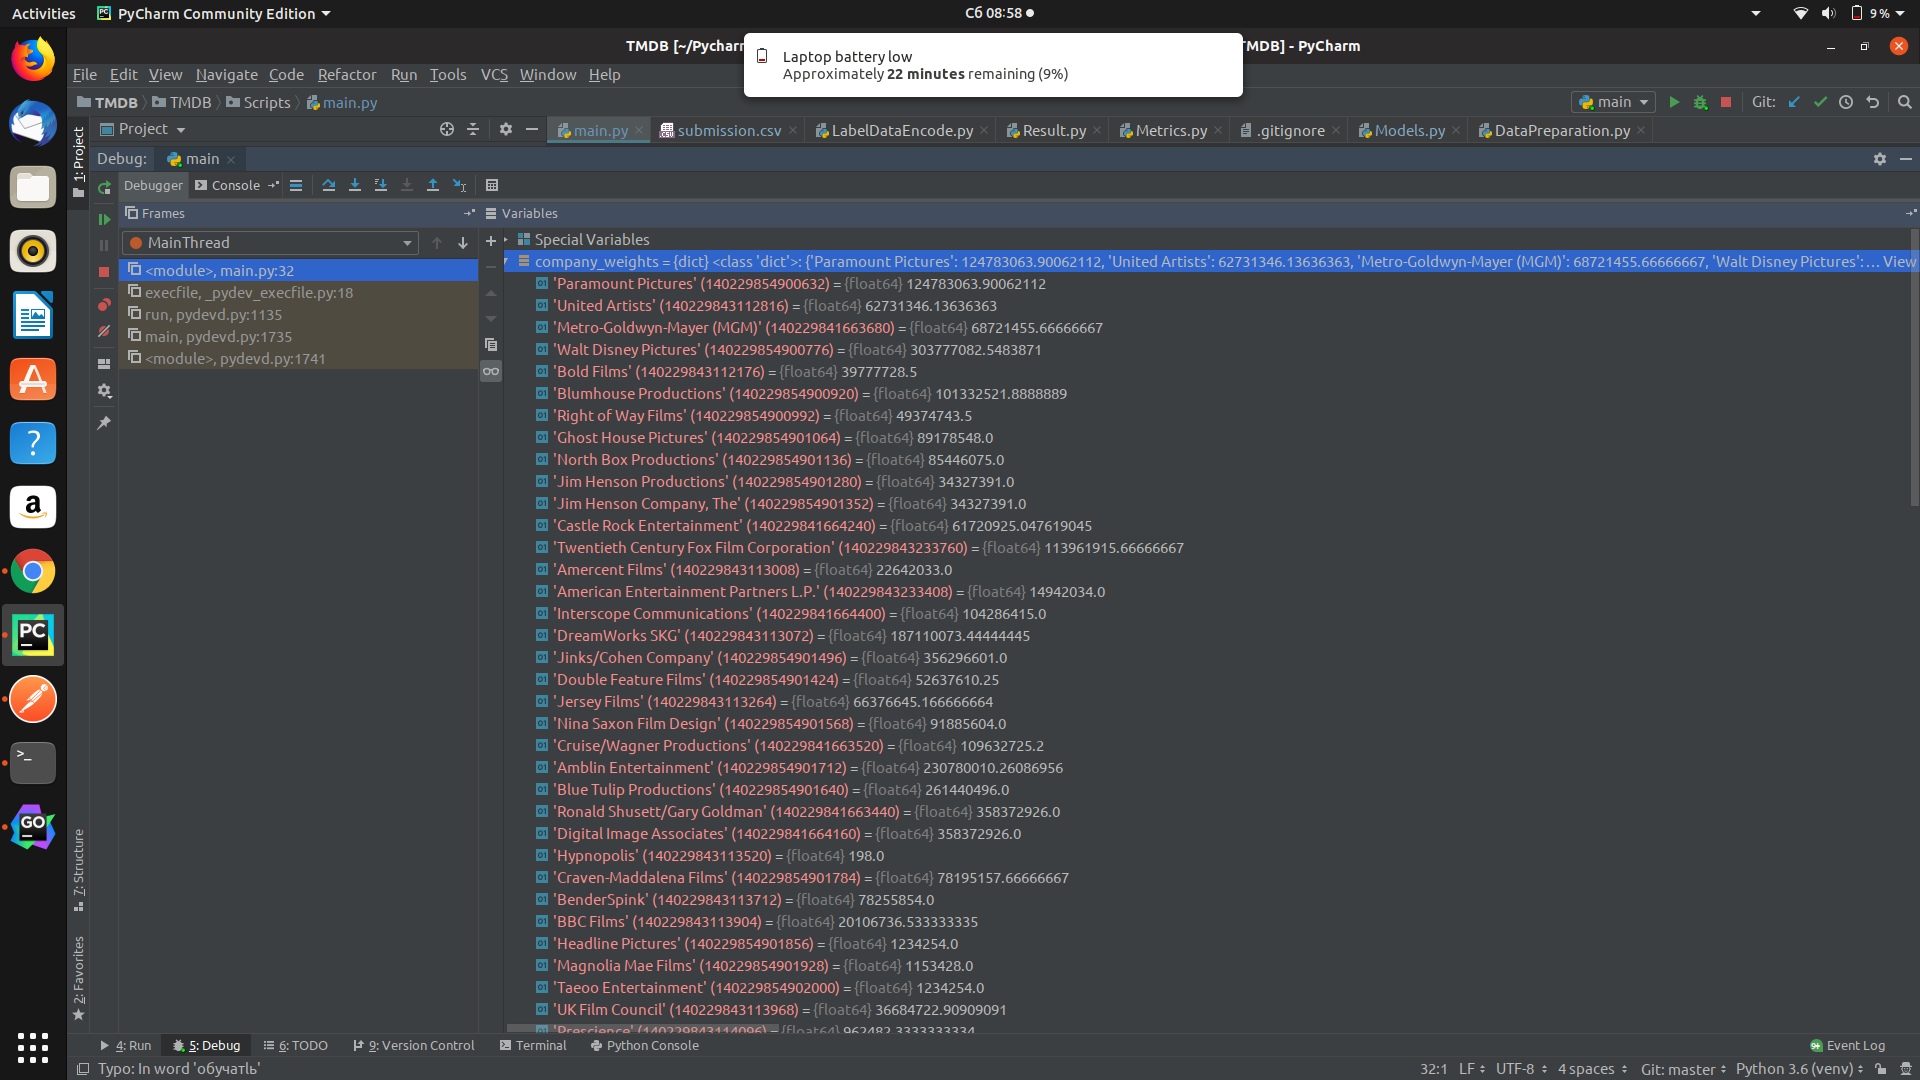 Activities
PyCharm Community Edition
Сб 08:58
9 %
TMDB [~/Pychar
TMDB] - PyCharm
Laptop battery low
Approximately 22 minutes remaining (9%)
File Edit View Navigate Code Refactor Run Tools VCS Window Help
TMDB TMDB Scripts main.py
main
Git:
1: Project
Project
main.py submission.csv LabelDataEncode.py Result.py Metrics.py .gitignore Models.py DataPreparation.py
Debug: main
Debugger Console
Frames
Variables
MainThread
<module>, main.py:32
execfile, _pydev_execfile.py:18
run, pydevd.py:1135
main, pydevd.py:1735
<module>, pydevd.py:1741
Special Variables
company_weights = {dict} <class 'dict'>: {'Paramount Pictures': 124783063.90062112, 'United Artists': 62731346.13636363, 'Metro-Goldwyn-Mayer (MGM)': 68721455.66666667, 'Walt Disney Pictures':... View
'Paramount Pictures' (140229854900632) = {float64} 124783063.90062112
'United Artists' (140229843112816) = {float64} 62731346.13636363
'Metro-Goldwyn-Mayer (MGM)' (140229841663680) = {float64} 68721455.66666667
'Walt Disney Pictures' (140229854900776) = {float64} 303777082.5483871
'Bold Films' (140229843112176) = {float64} 39777728.5
'Blumhouse Productions' (140229854900920) = {float64} 101332521.8888889
'Right of Way Films' (140229854900992) = {float64} 49374743.5
'Ghost House Pictures' (140229854901064) = {float64} 89178548.0
'North Box Productions' (140229854901136) = {float64} 85446075.0
'Jim Henson Productions' (140229854901280) = {float64} 34327391.0
'Jim Henson Company, The' (140229854901352) = {float64} 34327391.0
'Castle Rock Entertainment' (140229841664240) = {float64} 61720925.047619045
'Twentieth Century Fox Film Corporation' (140229843233760) = {float64} 113961915.66666667
'Amercent Films' (140229843113008) = {float64} 22642033.0
'American Entertainment Partners L.P.' (140229843233408) = {float64} 14942034.0
'Interscope Communications' (140229841664400) = {float64} 104286415.0
'DreamWorks SKG' (140229843113072) = {float64} 187110073.44444445
'Jinks/Cohen Company' (140229854901496) = {float64} 356296601.0
'Double Feature Films' (140229854901424) = {float64} 52637610.25
'Jersey Films' (140229843113264) = {float64} 66376645.166666664
'Nina Saxon Film Design' (140229854901568) = {float64} 91885604.0
'Cruise/Wagner Productions' (140229841663520) = {float64} 109632725.2
'Amblin Entertainment' (140229854901712) = {float64} 230780010.26086956
'Blue Tulip Productions' (140229854901640) = {float64} 261440496.0
'Ronald Shusett/Gary Goldman' (140229841663440) = {float64} 358372926.0
'Digital Image Associates' (140229841664160) = {float64} 358372926.0
'Hypnopolis' (140229843113520) = {float64} 198.0
'Craven-Maddalena Films' (140229854901784) = {float64} 78195157.66666667
'BenderSpink' (140229843113712) = {float64} 78255854.0
'BBC Films' (140229843113904) = {float64} 20106736.533333335
'Headline Pictures' (140229854901856) = {float64} 1234254.0
'Magnolia Mae Films' (140229854901928) = {float64} 1153428.0
'Taeoo Entertainment' (140229854902000) = {float64} 1234254.0
'UK Film Council' (140229843113968) = {float64} 36684722.90909091
'Prescience' (140229843114096) = {float64} 962482.3333333334
7: Structure
2: Favorites
4: Run 5: Debug 6: TODO 9: Version Control Terminal Python Console
9+ Event Log
Typo: In word 'обучатль'
32:1 LF UTF-8 4 spaces Git: master Python 3.6 (venv)